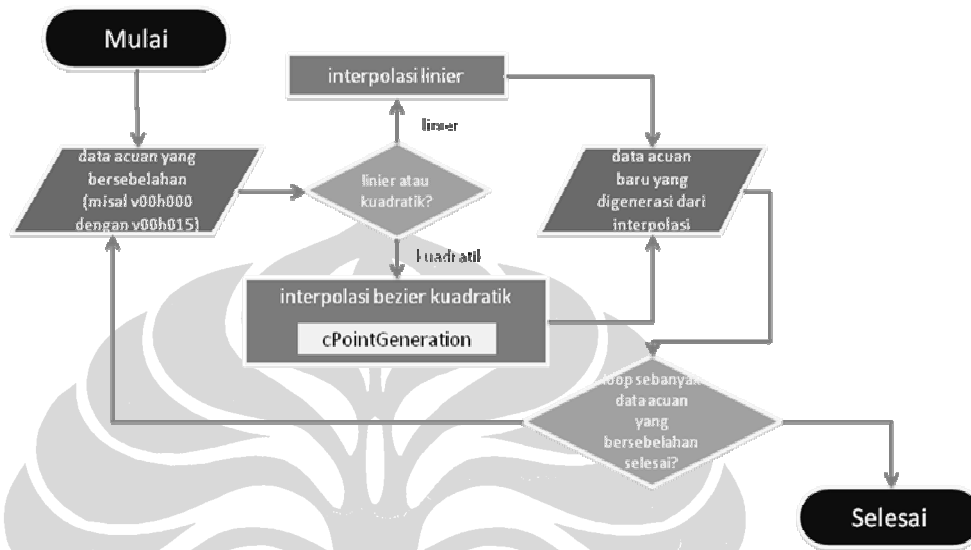 Mulai
interpolasi linier
linier
data acuan yang
bersebelahan
(misal v00h000
dengan v00h015)
linier atau
kuadratik?
data acuan
baru yang
digenerasi dari
interpolasi
kuadratik
interpolasi bezier kuadratik
cPointGeneration
loop sebanyak
data acuan
yang
bersebelahan
selesai?
Selesai